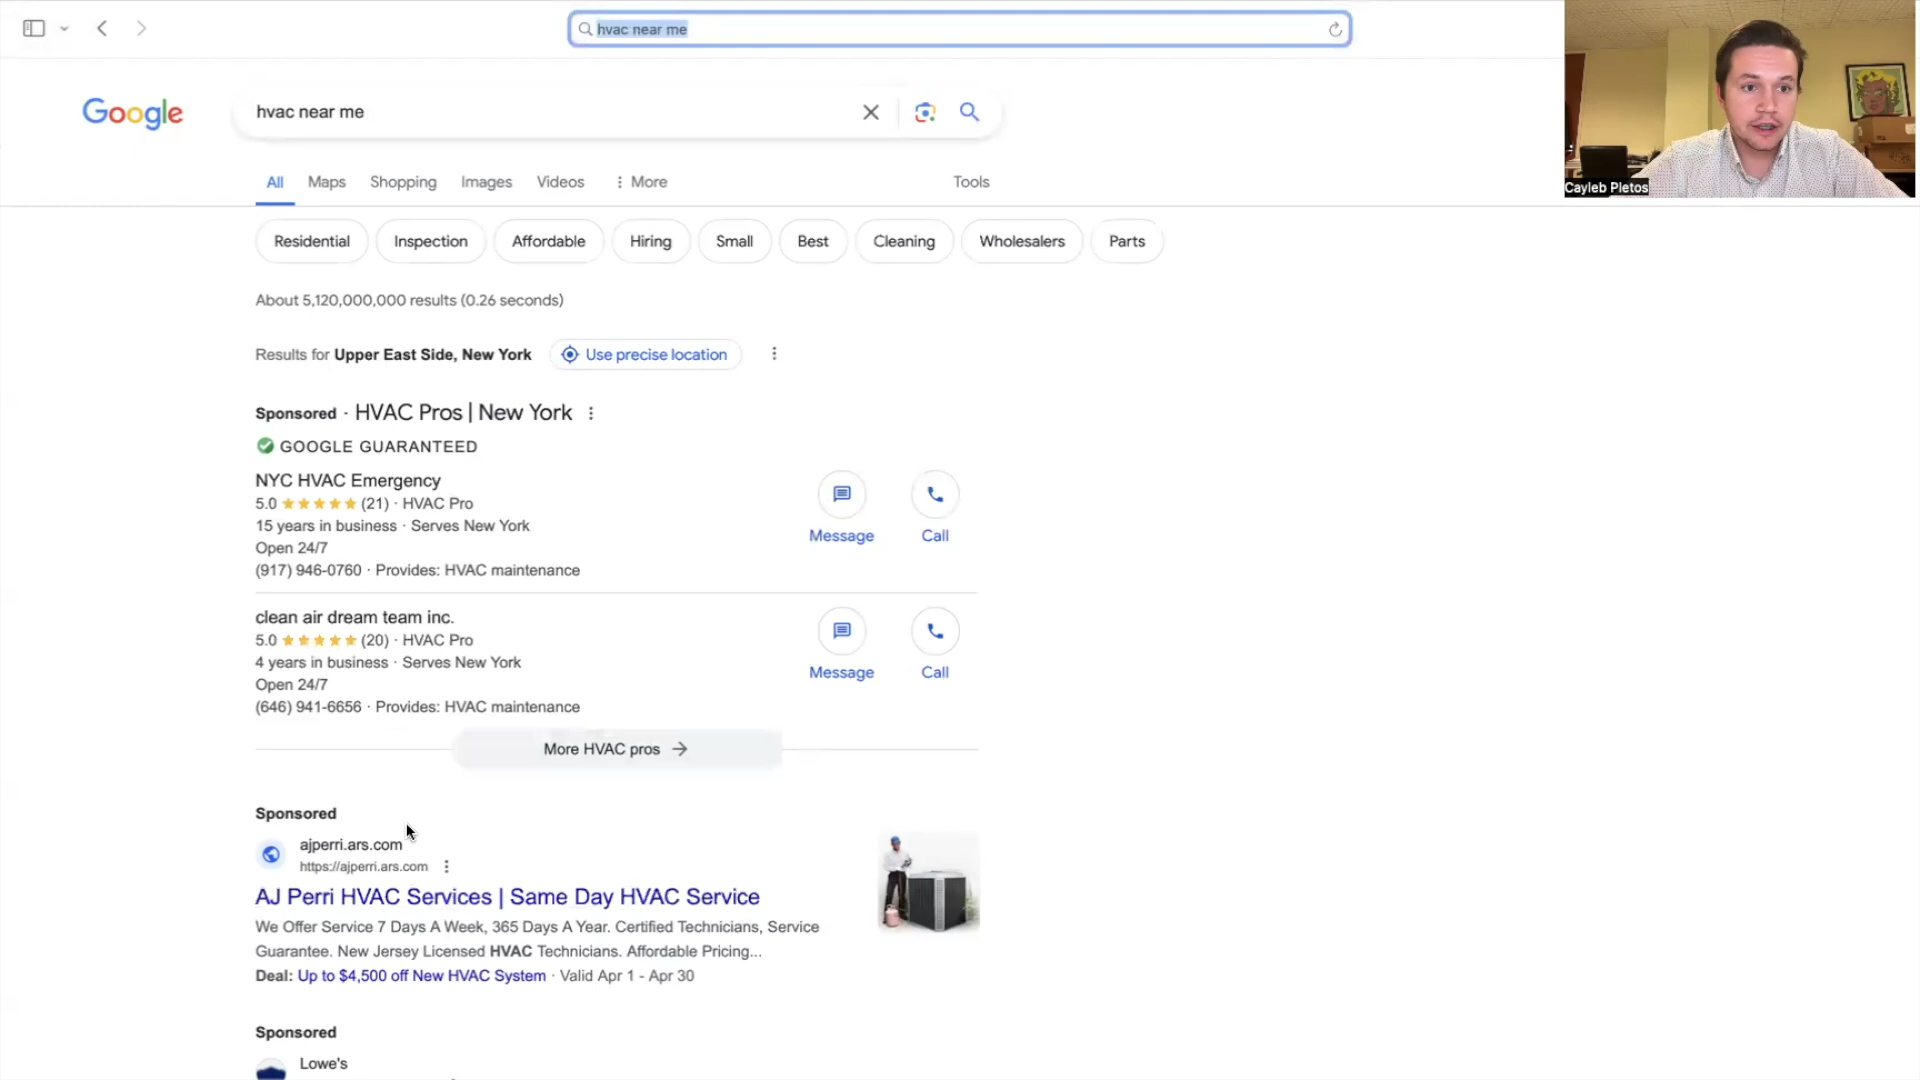 hvac near me
Google
hvac near me
All Maps Shopping Images Videos More Tools
Residential Inspection Affordable Hiring Small Best Cleaning Wholesalers Parts
About 5,120,000,000 results (0.26 seconds)
Results for Upper East Side, New York Use precise location
Sponsored · HVAC Pros | New York
GOOGLE GUARANTEED
NYC HVAC Emergency
5.0 (21) · HVAC Pro
15 years in business · Serves New York
Open 24/7
(917) 946-0760 · Provides: HVAC maintenance
Message Call
clean air dream team inc.
5.0 (20) · HVAC Pro
4 years in business · Serves New York
Open 24/7
(646) 941-6656 · Provides: HVAC maintenance
Message Call
More HVAC pros
Sponsored
ajperri.ars.com
https://ajperri.ars.com
AJ Perri HVAC Services | Same Day HVAC Service
We Offer Service 7 Days A Week, 365 Days A Year. Certified Technicians, Service
Guarantee. New Jersey Licensed HVAC Technicians. Affordable Pricing...
Deal: Up to $4,500 off New HVAC System · Valid Apr 1 - Apr 30
Sponsored
Lowe's
Cayleb Pletos